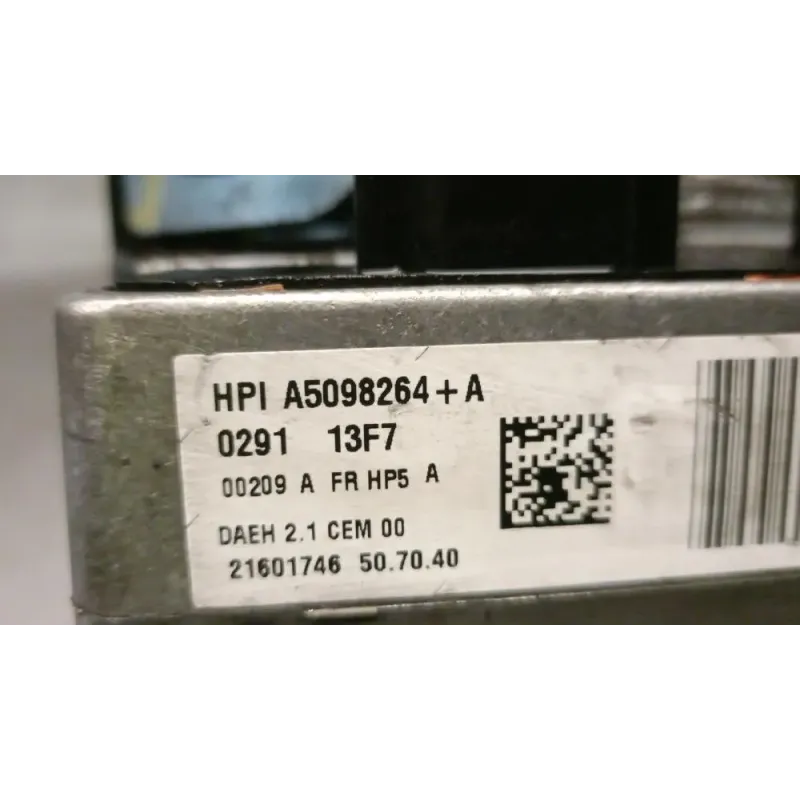 HPI A5098264+A
0291 13F7
00209 A FR HP5 A
DAEH 2.1 CEM 00
21601746 50.70.40